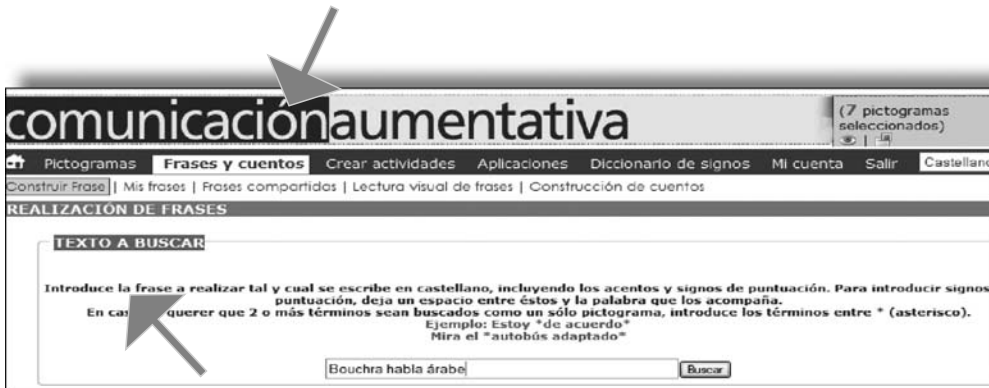 comunicaciónaumentativa
(7 pictogramas
seleccionados)
Pictogramas Frases y cuentos Crear actividades Aplicaciones Diccionario de signos Mi cuenta Salir Castellano
Construir Frase | Mis frases | Frases compartidas | Lectura visual de frases | Construcción de cuentos
REALIZACIÓN DE FRASES
TEXTO A BUSCAR
Introduce la frase a realizar tal y cual se escribe en castellano, incluyendo los acentos y signos de puntuación. Para introducir signos
puntuación, deja un espacio entre éstos y la palabra que los acompaña.
En cas querer que 2 o más términos sean buscados como un sólo pictograma, introduce los términos entre * (asterisco).
Ejemplo: Estoy *de acuerdo*
Mira el *autobús adaptado*
Bouchra habla árabe Buscar